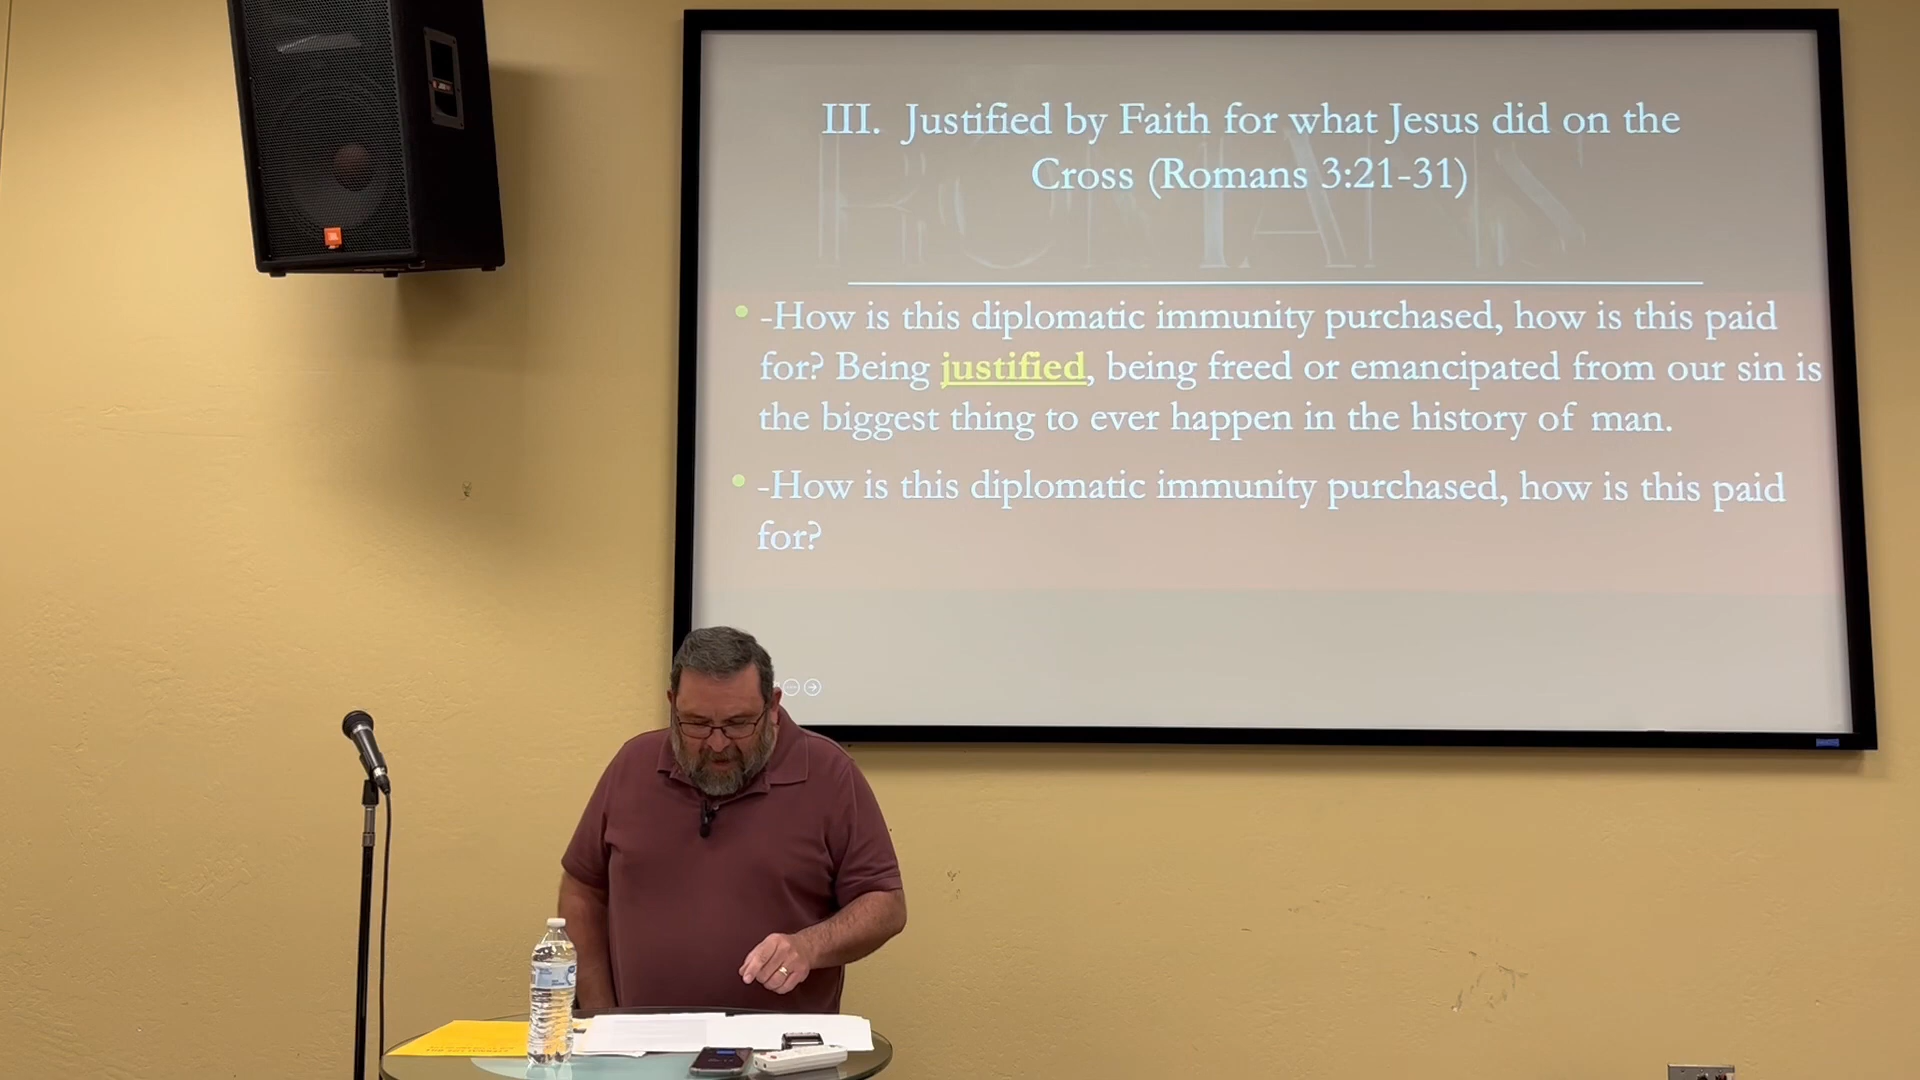 III. Justified by Faith for what Jesus did on the
Cross (Romans 3:21-31)
ROMANS
-How is this diplomatic immunity purchased, how is this paid
for? Being justified, being freed or emancipated from our sin is
the biggest thing to ever happen in the history of man.
-How is this diplomatic immunity purchased, how is this paid
for?